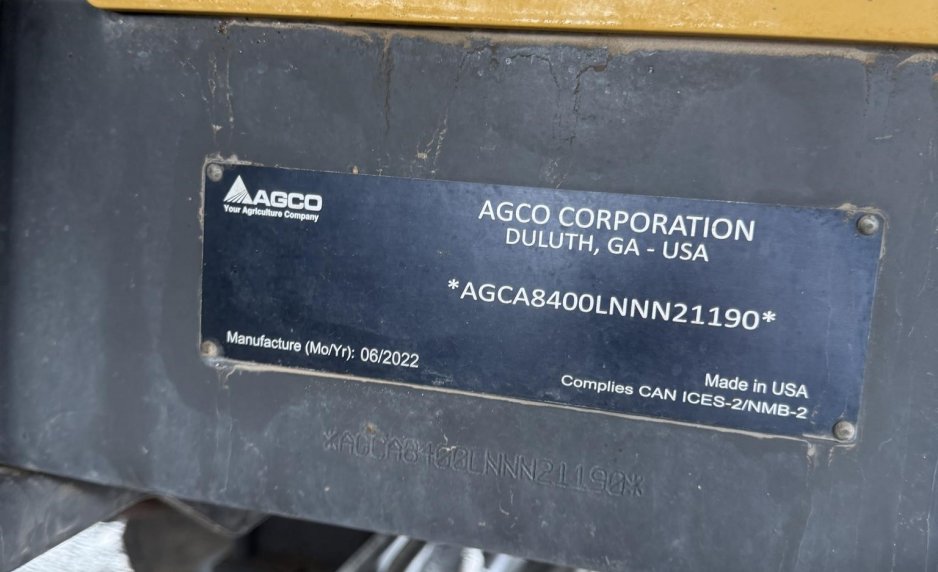 AGCO
Your Agriculture Company
AGCO CORPORATION
DULUTH, GA - USA
*AGCA8400LNNN21190*
Manufacture (Mo/Yr): 06/2022
Made in USA
Complies CAN ICES-2/NMB-2
*AGCA8400LNNN21190*